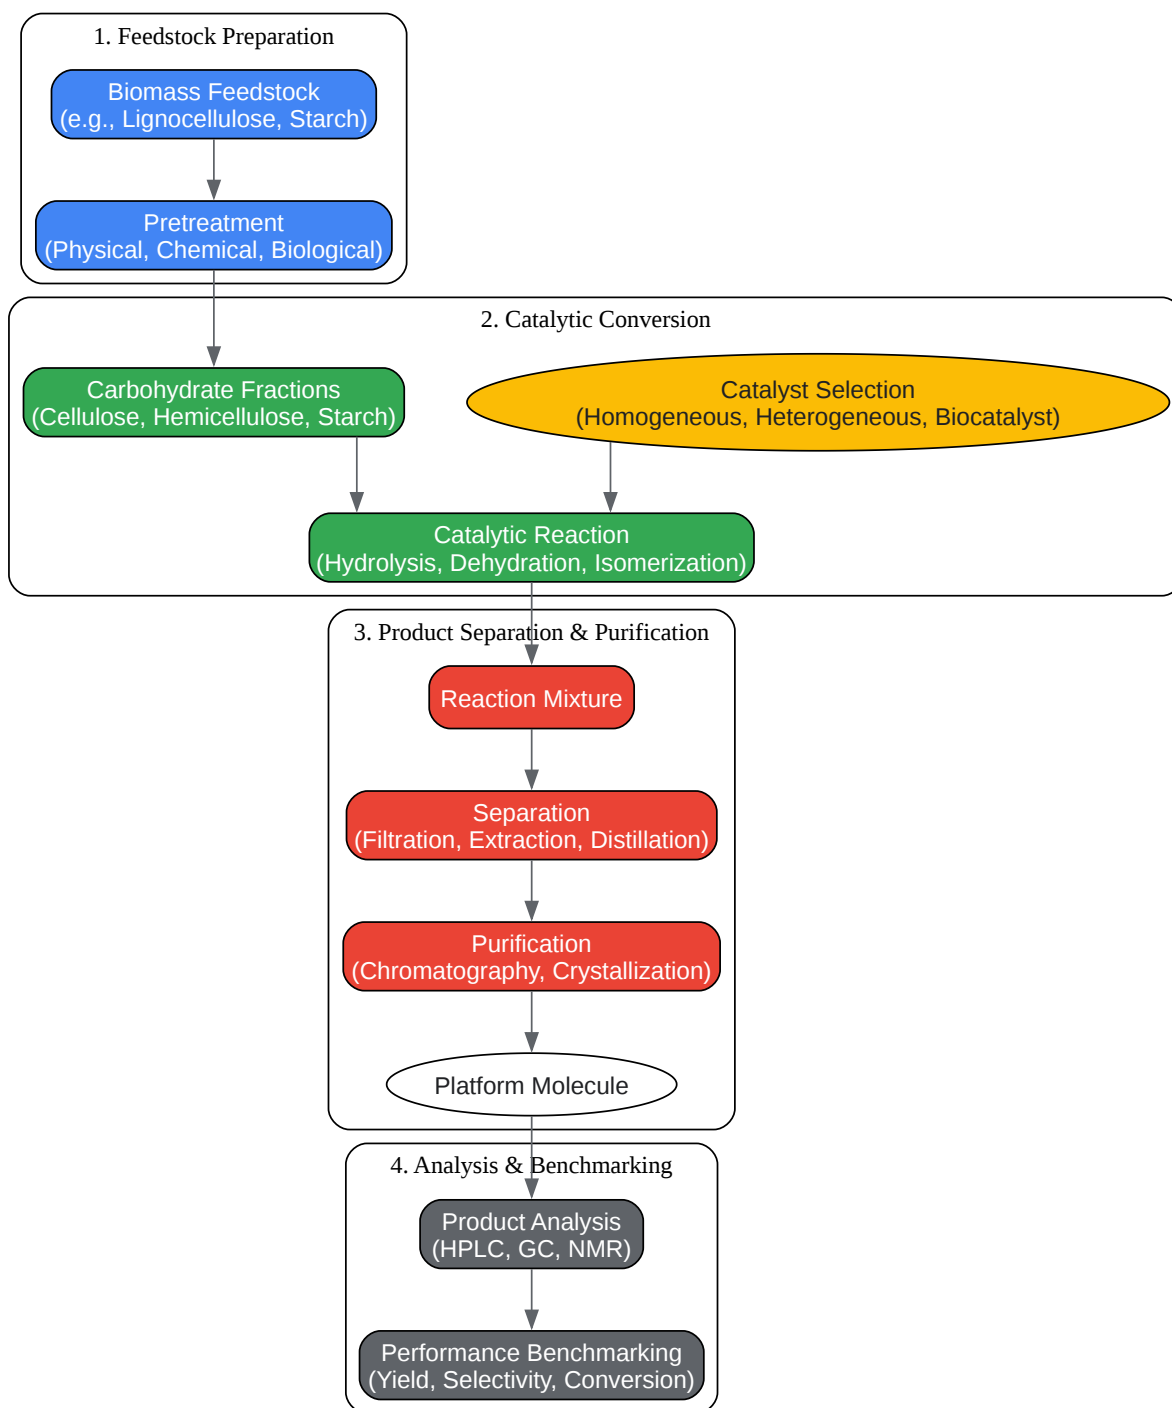 1. Feedstock Preparation
Biomass Feedstock
(e.g., Lignocellulose, Starch)
Pretreatment
(Physical, Chemical, Biological)
2. Catalytic Conversion
Carbohydrate Fractions
(Cellulose, Hemicellulose, Starch)
Catalyst Selection
(Homogeneous, Heterogeneous, Biocatalyst)
Catalytic Reaction
(Hydrolysis, Dehydration, Isomerization)
3. Product Separation & Purification
Reaction Mixture
Separation
(Filtration, Extraction, Distillation)
Purification
(Chromatography, Crystallization)
Platform Molecule
4. Analysis & Benchmarking
Product Analysis
(HPLC, GC, NMR)
Performance Benchmarking
(Yield, Selectivity, Conversion)